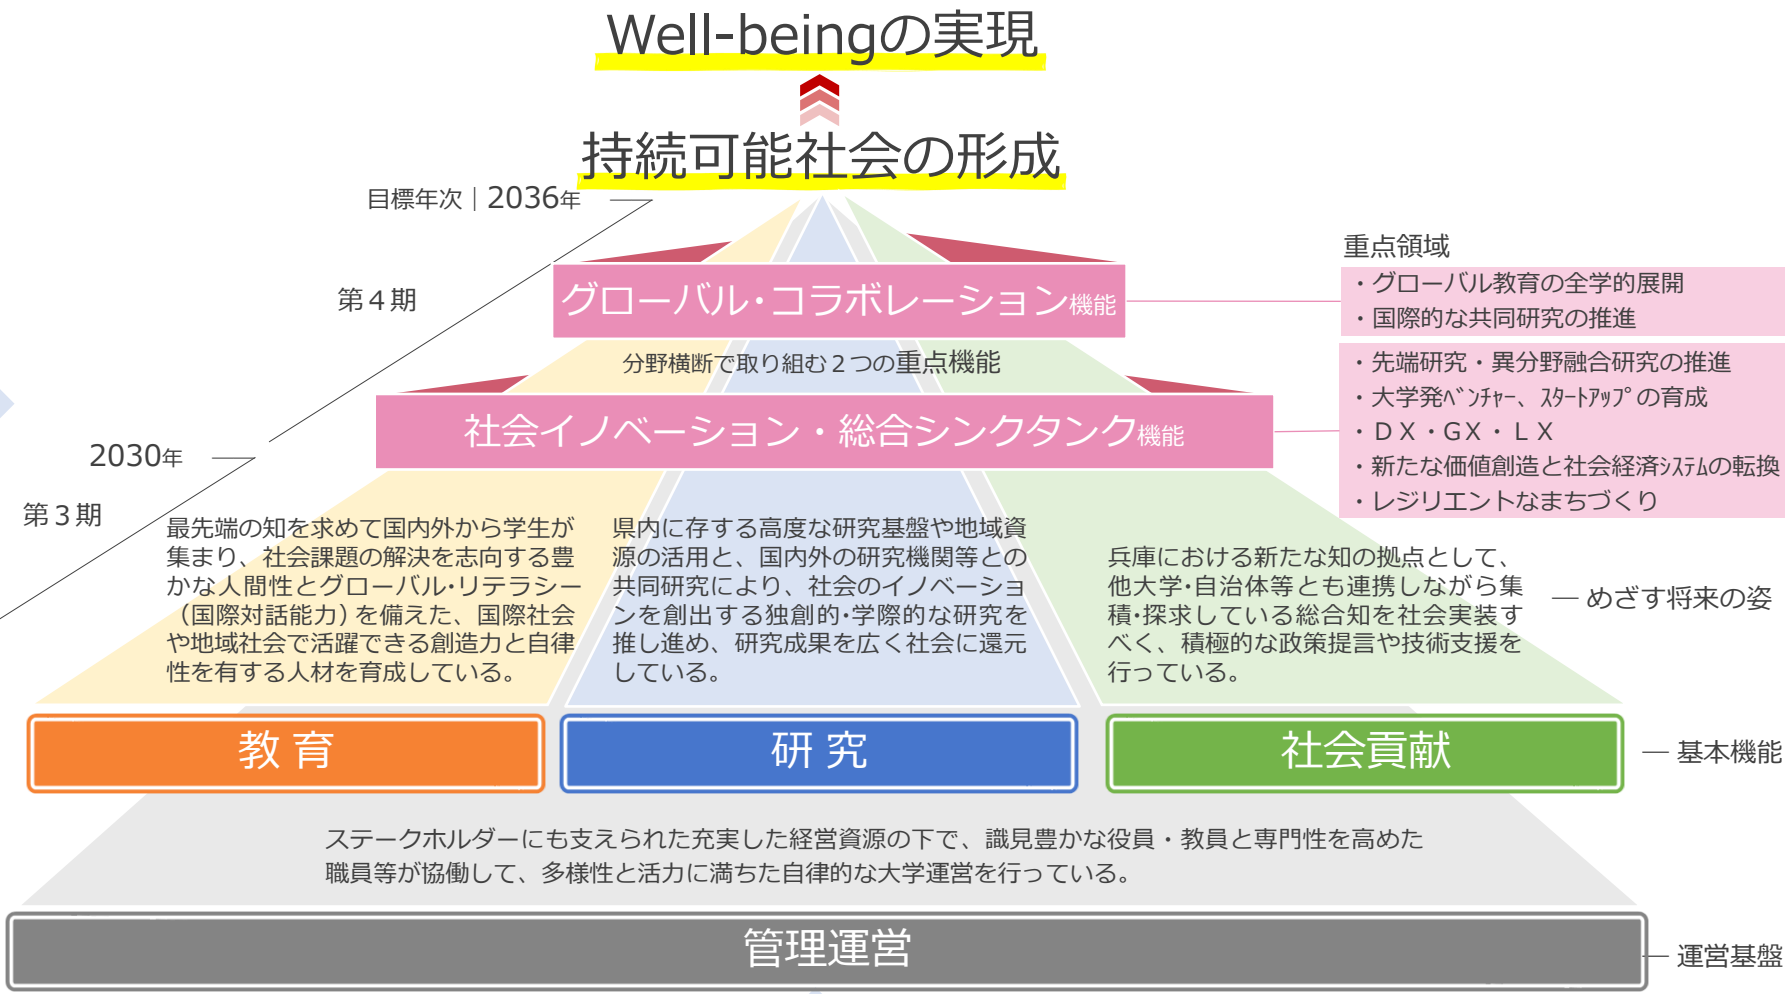 Well-beingの実現
持続可能社会の形成
目標年次｜2036年
第４期
グローバル･コラボレーション機能
重点領域
・グローバル教育の全学的展開
・国際的な共同研究の推進
分野横断で取り組む２つの重点機能
社会イノベーション・総合シンクタンク機能
・先端研究・異分野融合研究の推進
・大学発ﾍﾞﾝﾁｬｰ、ｽﾀｰﾄｱｯﾌﾟの育成
・ＤＸ・GＸ・ＬＸ
・新たな価値創造と社会経済ｼｽﾃﾑの転換
・レジリエントなまちづくり
2030年
第３期
最先端の知を求めて国内外から学生が
集まり、社会課題の解決を志向する豊
かな人間性とグローバル･リテラシー
（国際対話能力）を備えた、国際社会
や地域社会で活躍できる創造力と自律
性を有する人材を育成している。
県内に存する高度な研究基盤や地域資
源の活用と、国内外の研究機関等との
共同研究により、社会のイノベーショ
ンを創出する独創的･学際的な研究を
推し進め、研究成果を広く社会に還元
している。
兵庫における新たな知の拠点として、
他大学･自治体等とも連携しながら集
積･探求している総合知を社会実装す
べく、積極的な政策提言や技術支援を
行っている。
― めざす将来の姿
教 育
研 究
社会貢献
― 基本機能
ステークホルダーにも支えられた充実した経営資源の下で、識見豊かな役員・教員と専門性を高めた
職員等が協働して、多様性と活力に満ちた自律的な大学運営を行っている。
管理運営
― 運営基盤